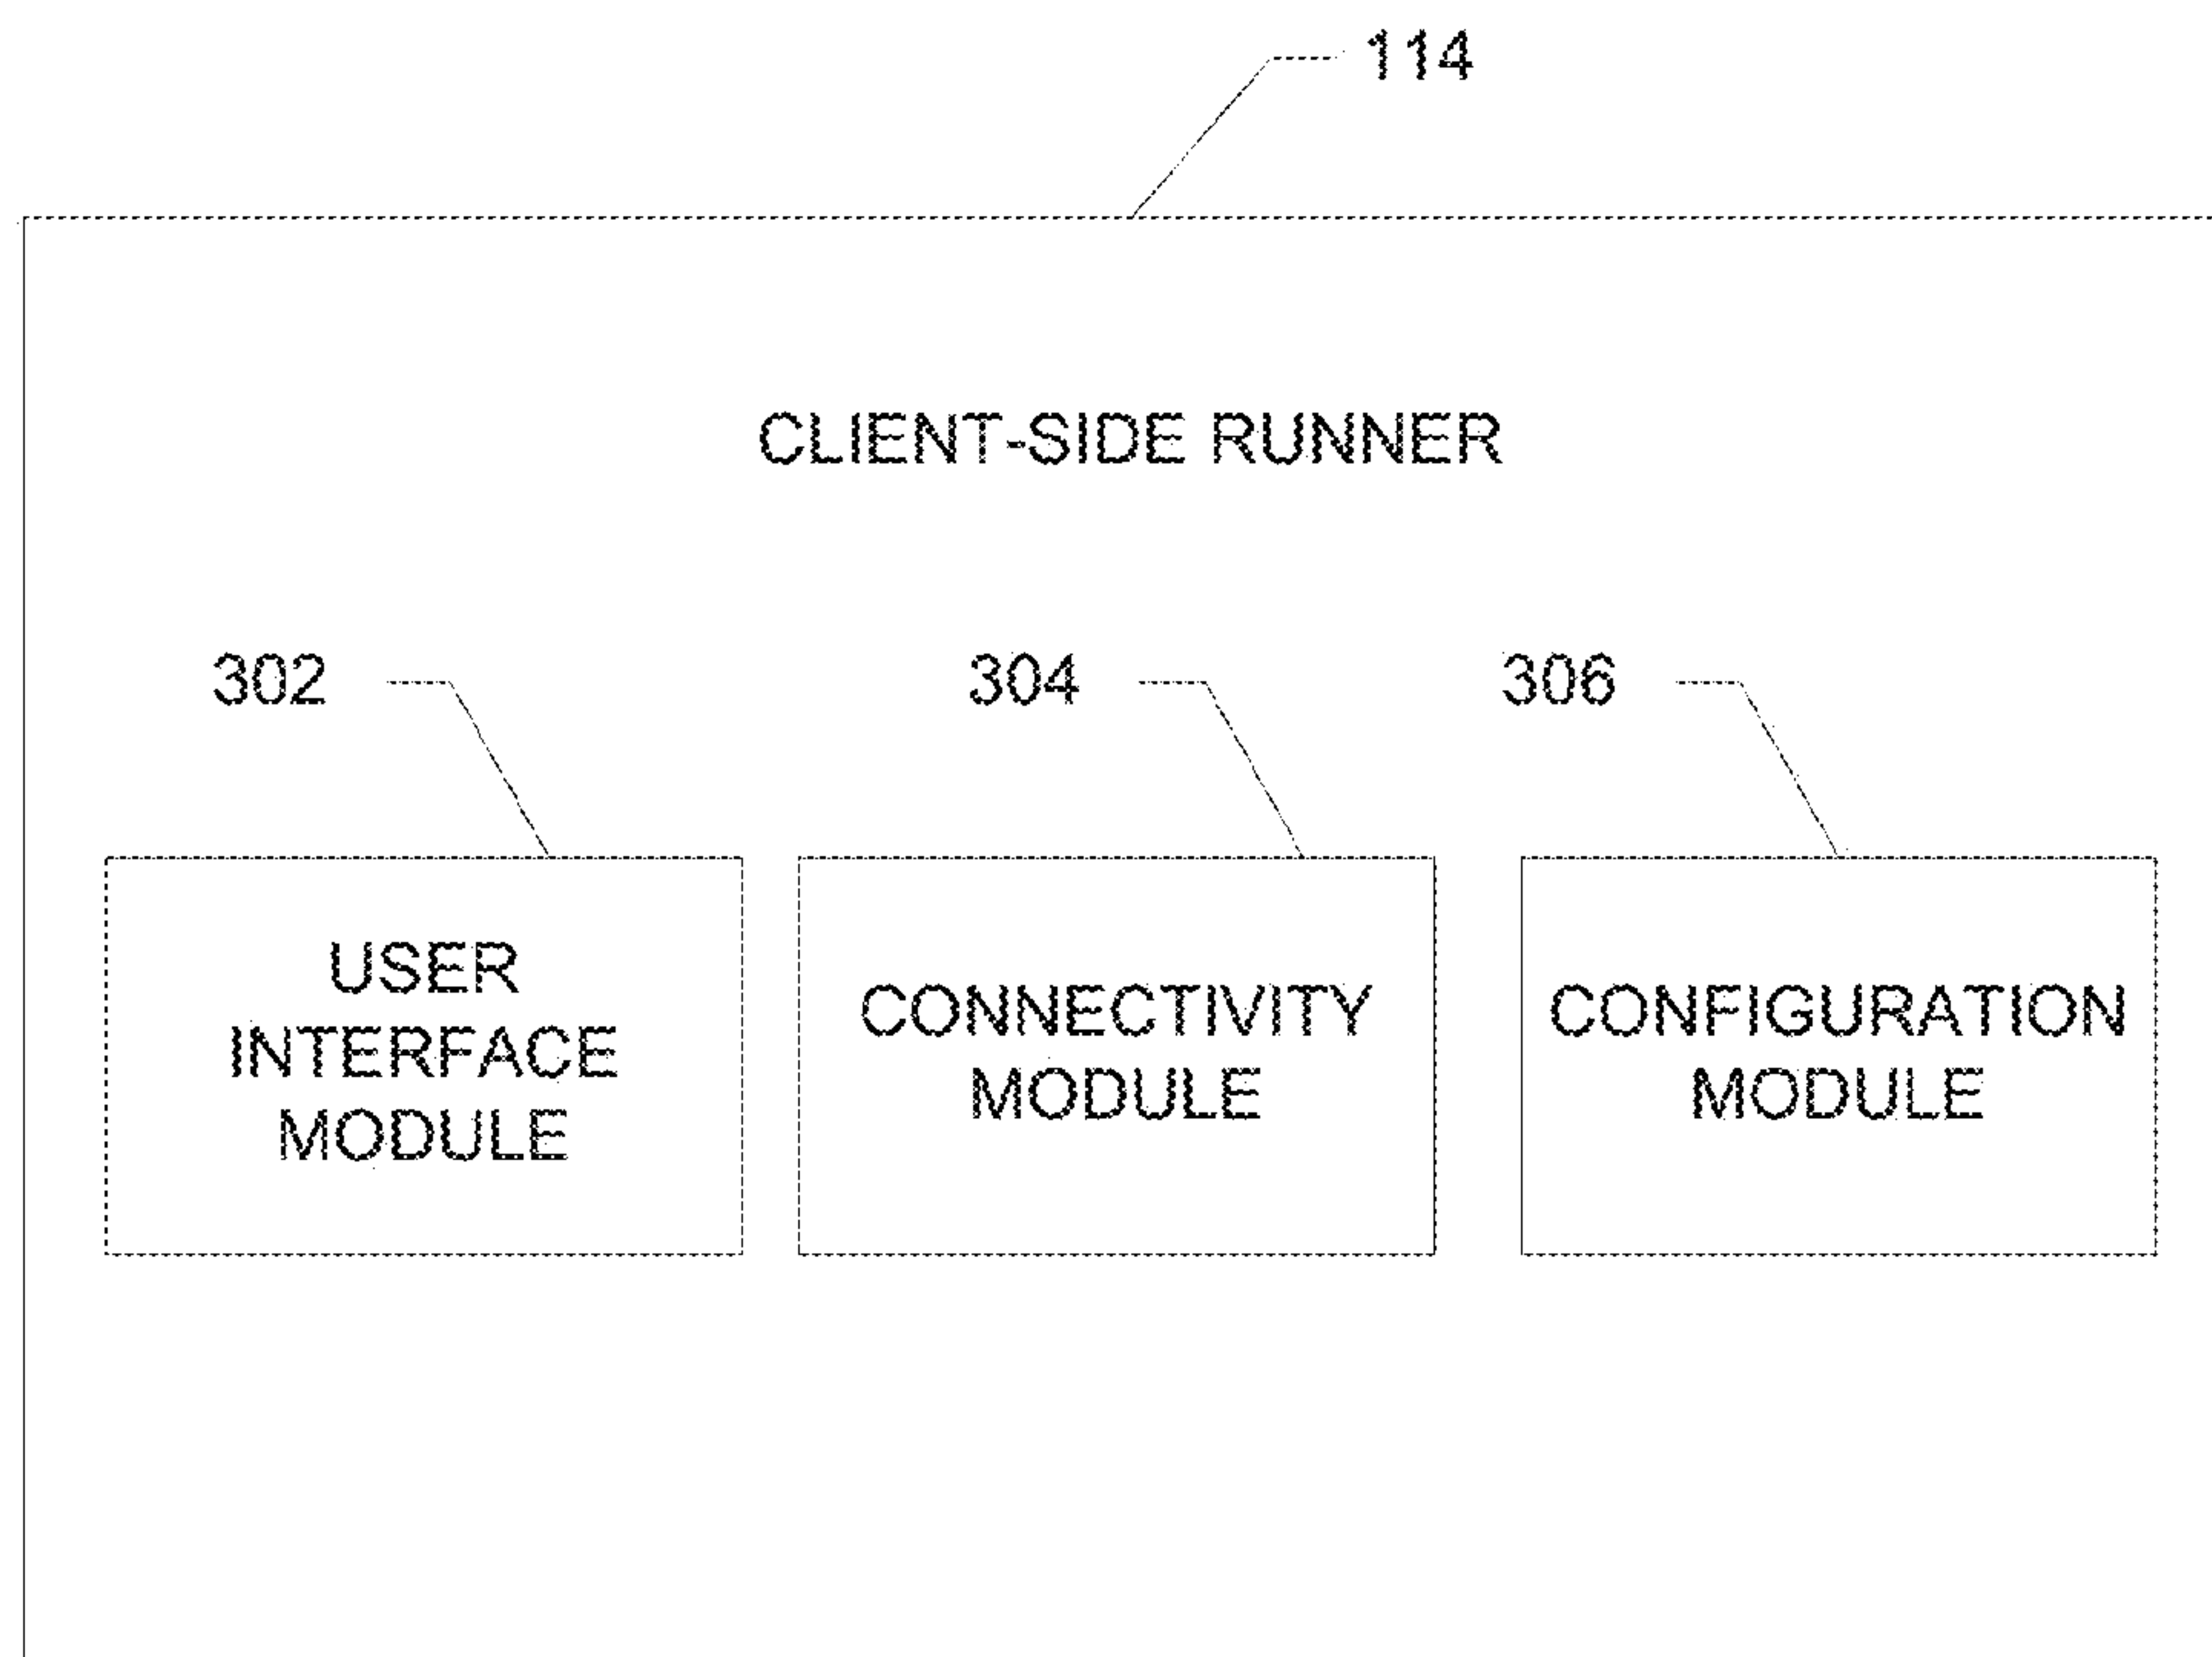 114
CLIENT-SIDE RUNNER
302
304
306
USER
INTERFACE
MODULE
CONNECTIVITY
MODULE
CONFIGURATION
MODULE